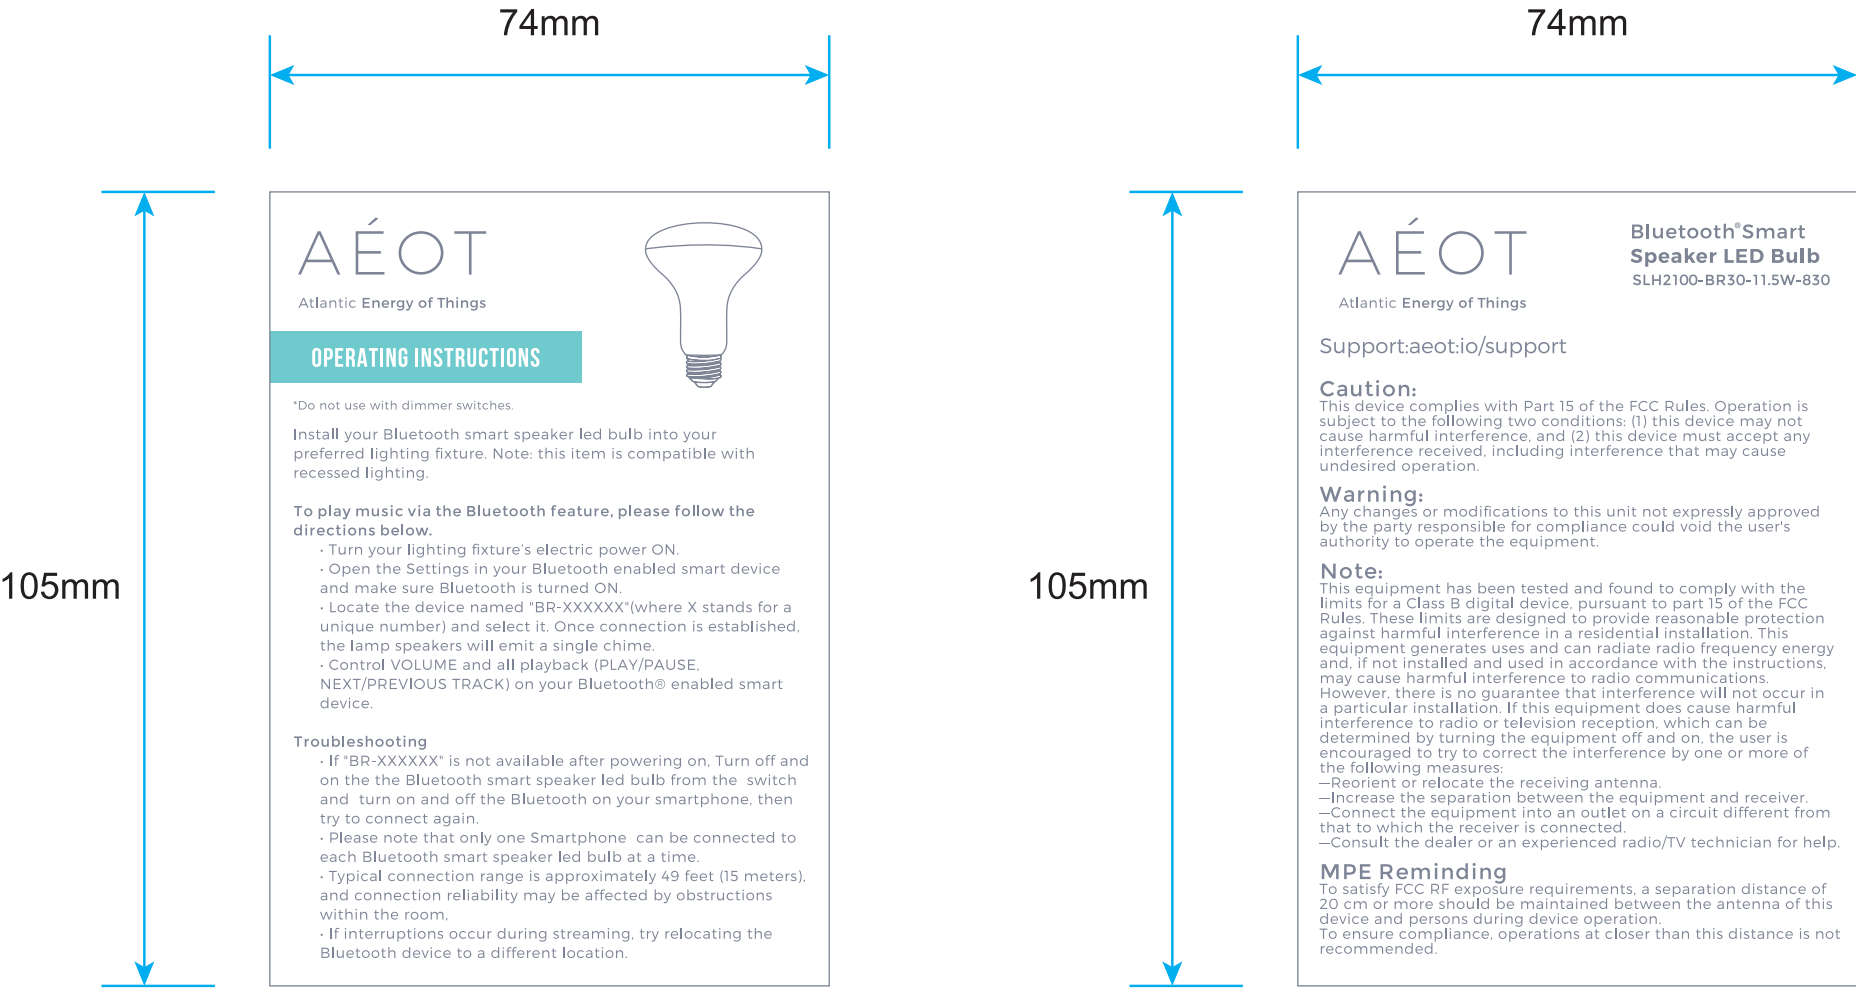 74mm
105mm
AÉOT
Atlantic Energy of Things
OPERATING INSTRUCTIONS
*Do not use with dimmer switches.
Install your Bluetooth smart speaker led bulb into your
preferred lighting fixture. Note: this item is compatible with
recessed lighting.
To play music via the Bluetooth feature, please follow the
directions below.
· Turn your lighting fixture's electric power ON.
· Open the Settings in your Bluetooth enabled smart device
and make sure Bluetooth is turned ON.
· Locate the device named "BR-XXXXXX"(where X stands for a
unique number) and select it. Once connection is established,
the lamp speakers will emit a single chime.
· Control VOLUME and all playback (PLAY/PAUSE,
NEXT/PREVIOUS TRACK) on your Bluetooth® enabled smart
device.
Troubleshooting
· If "BR-XXXXXX" is not available after powering on, Turn off and
on the the Bluetooth smart speaker led bulb from the switch
and turn on and off the Bluetooth on your smartphone, then
try to connect again.
· Please note that only one Smartphone can be connected to
each Bluetooth smart speaker led bulb at a time.
· Typical connection range is approximately 49 feet (15 meters),
and connection reliability may be affected by obstructions
within the room,
· If interruptions occur during streaming, try relocating the
Bluetooth device to a different location.
74mm
105mm
AÉOT
Atlantic Energy of Things
Bluetooth® Smart
Speaker LED Bulb
SLH2100-BR30-11.5W-830
Support:aeot:io/support
Caution:
This device complies with Part 15 of the FCC Rules. Operation is
subject to the following two conditions: (1) this device may not
cause harmful interference, and (2) this device must accept any
interference received, including interference that may cause
undesired operation.
Warning:
Any changes or modifications to this unit not expressly approved
by the party responsible for compliance could void the user's
authority to operate the equipment.
Note:
This equipment has been tested and found to comply with the
limits for a Class B digital device, pursuant to part 15 of the FCC
Rules. These limits are designed to provide reasonable protection
against harmful interference in a residential installation. This
equipment generates uses and can radiate radio frequency energy
and, if not installed and used in accordance with the instructions,
may cause harmful interference to radio communications.
However, there is no guarantee that interference will not occur in
a particular installation. If this equipment does cause harmful
interference to radio or television reception, which can be
determined by turning the equipment off and on, the user is
encouraged to try to correct the interference by one or more of
the following measures:
—Reorient or relocate the receiving antenna.
—Increase the separation between the equipment and receiver.
—Connect the equipment into an outlet on a circuit different from
that to which the receiver is connected.
—Consult the dealer or an experienced radio/TV technician for help.
MPE Reminding
To satisfy FCC RF exposure requirements, a separation distance of
20 cm or more should be maintained between the antenna of this
device and persons during device operation.
To ensure compliance, operations at closer than this distance is not
recommended.